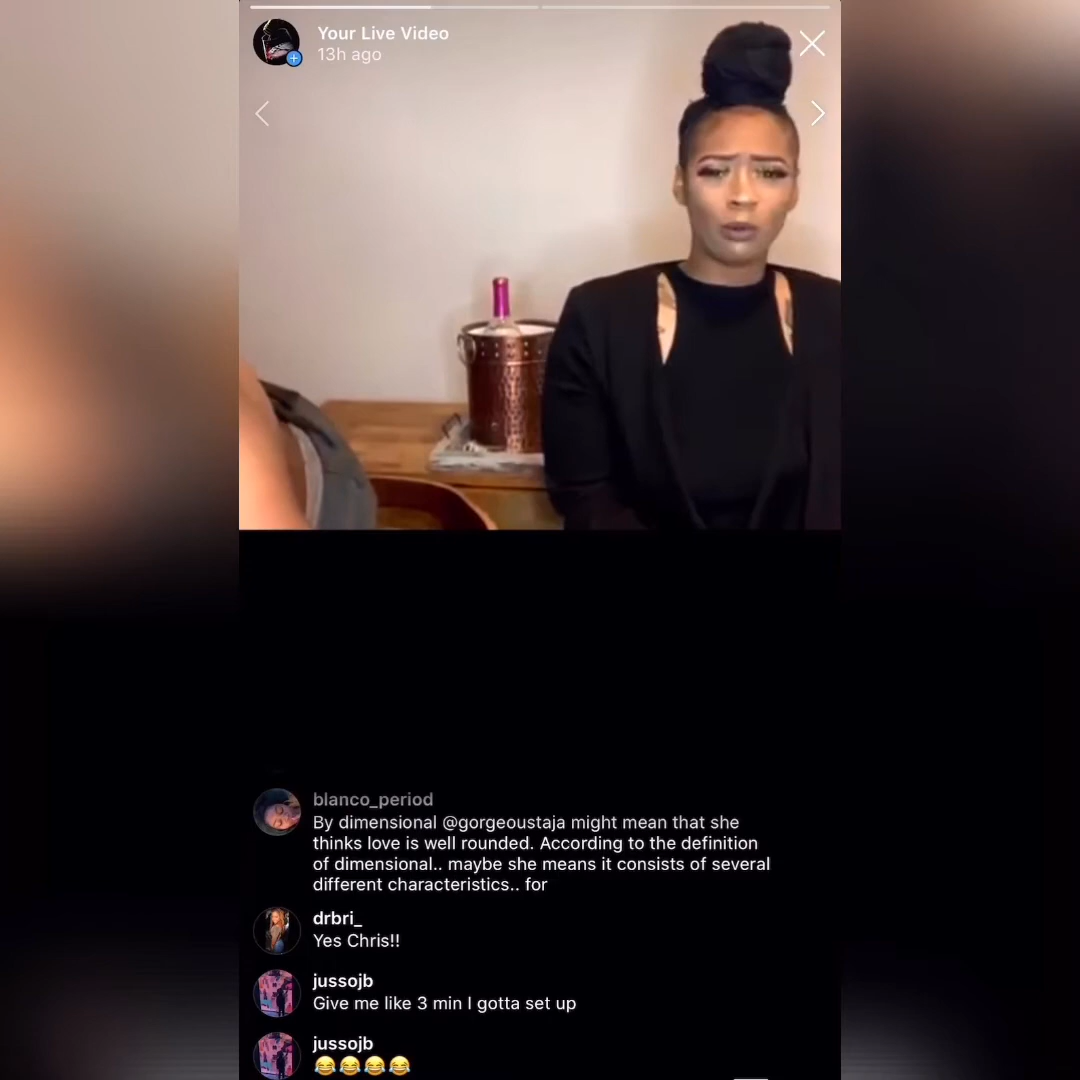 Your Live Video
13h ago
blanco_period
By dimensional @gorgeoustaja might mean that she
thinks love is well rounded. According to the definition
of dimensional.. maybe she means it consists of several
different characteristics.. for
drbri_
Yes Chris!!
jussojb
Give me like 3 min I gotta set up
jussojb
😂😂😂😂